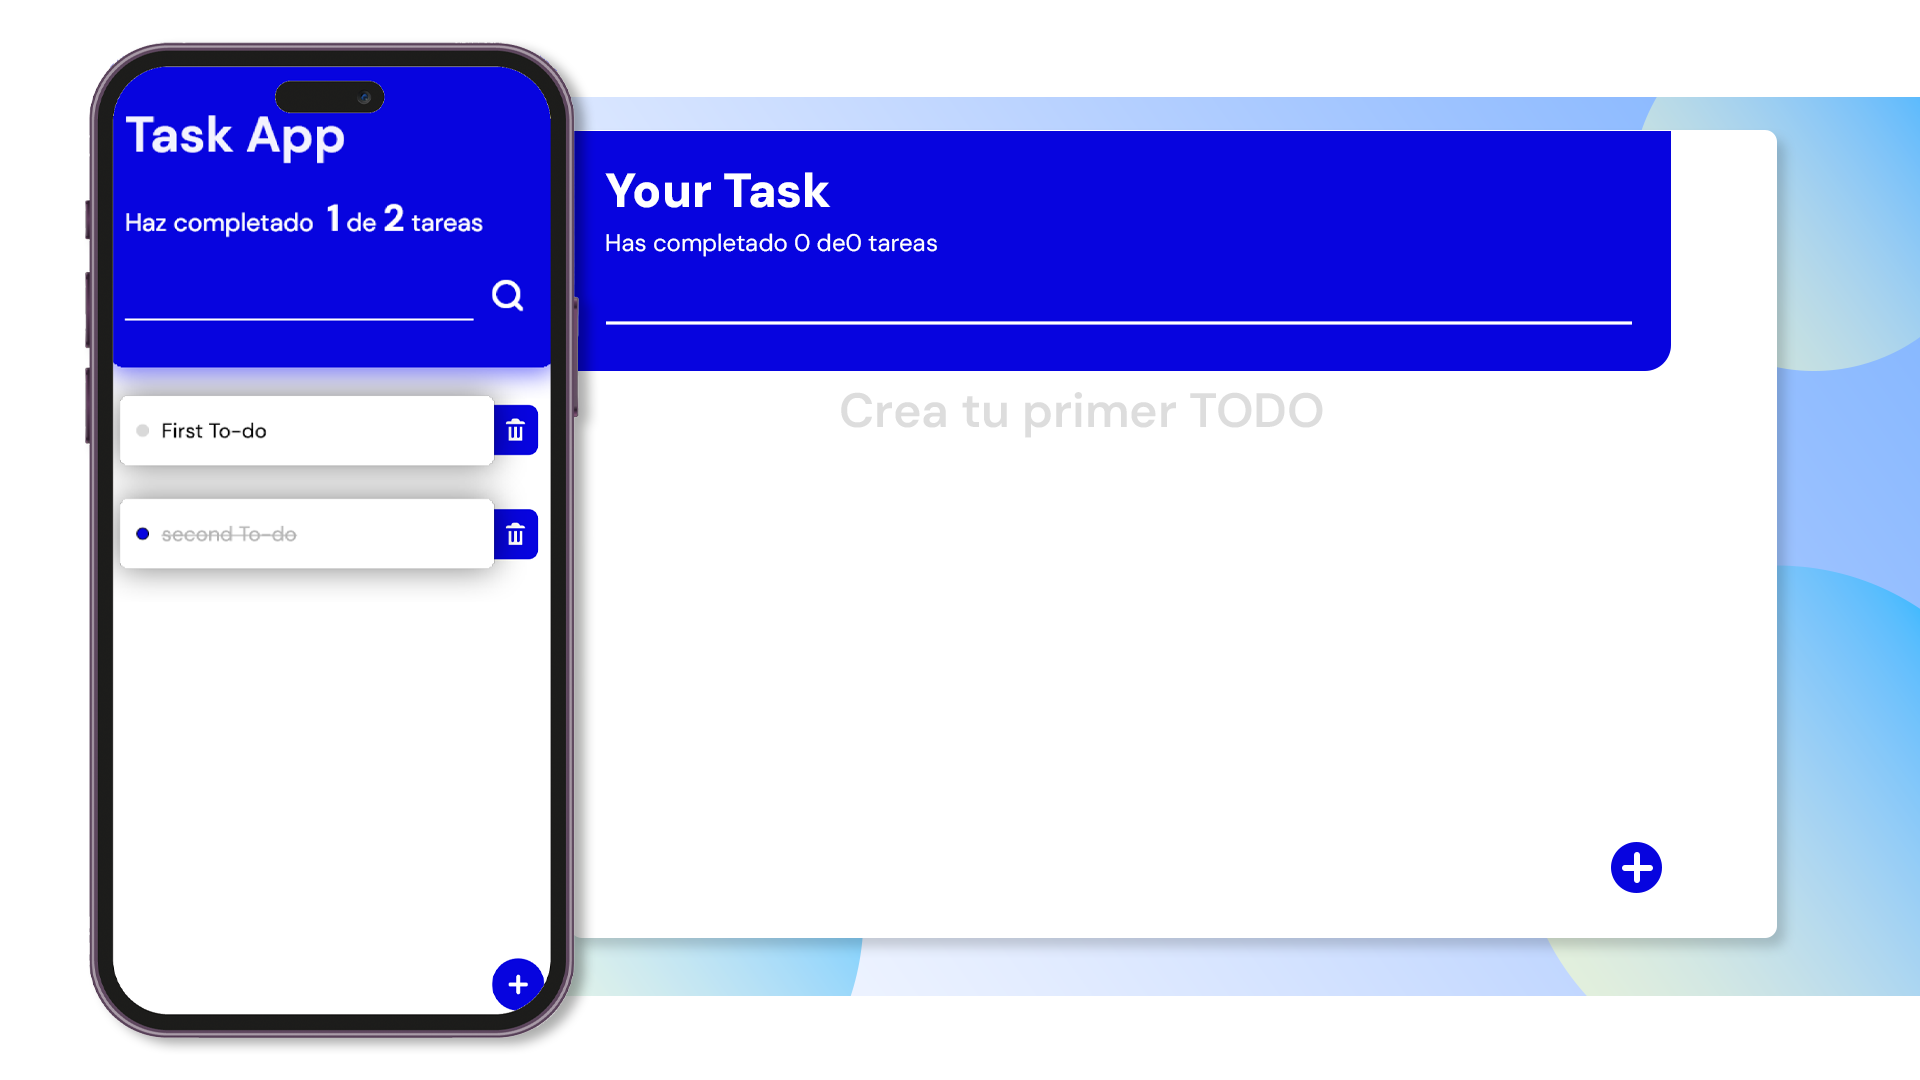 Task App
Haz completado 1 de 2 tareas
First To-do
second To-do
Your Task
Has completado 0 de0 tareas
Crea tu primer TODO